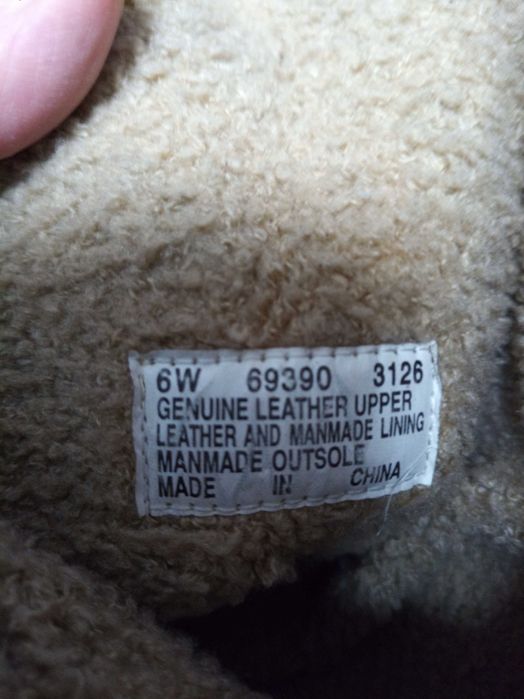 6W 69390 3126
GENUINE LEATHER UPPER
LEATHER AND MANMADE LINING
MANMADE OUTSOLE
MADE IN CHINA